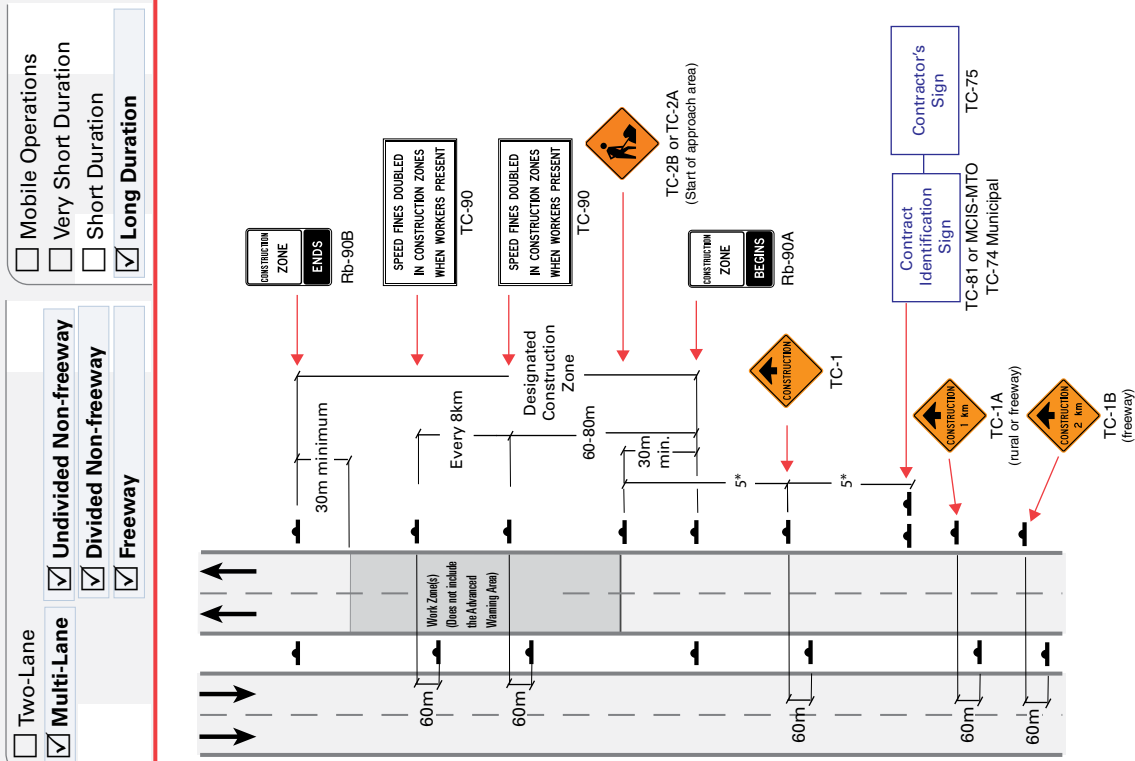 Two-Lane
Multi-Lane
Undivided Non-freeway
Divided Non-freeway
Freeway
Mobile Operations
Very Short Duration
Short Duration
Long Duration
CONSTRUCTION
ZONE
ENDS
Rb-90B
SPEED FINES DOUBLED
IN CONSTRUCTION ZONES
WHEN WORKERS PRESENT
TC-90
SPEED FINES DOUBLED
IN CONSTRUCTION ZONES
WHEN WORKERS PRESENT
TC-90
TC-2B or TC-2A
(Start of approach area)
CONSTRUCTION
ZONE
BEGINS
Rb-90A
CONSTRUCTION
TC-1
Contract
Identification
Sign
TC-81 or MCIS-MTO
TC-74 Municipal
Contractor's
Sign
TC-75
CONSTRUCTION
1 km
TC-1A
(rural or freeway)
CONSTRUCTION
2 km
TC-1B
(freeway)
30m minimum
Every 8km
Designated
Construction
Zone
60-80m
30m
min.
5*
5*
Work Zone(s)
(Does not include
the Advanced
Warning Area)
60m
60m
60m
60m
60m